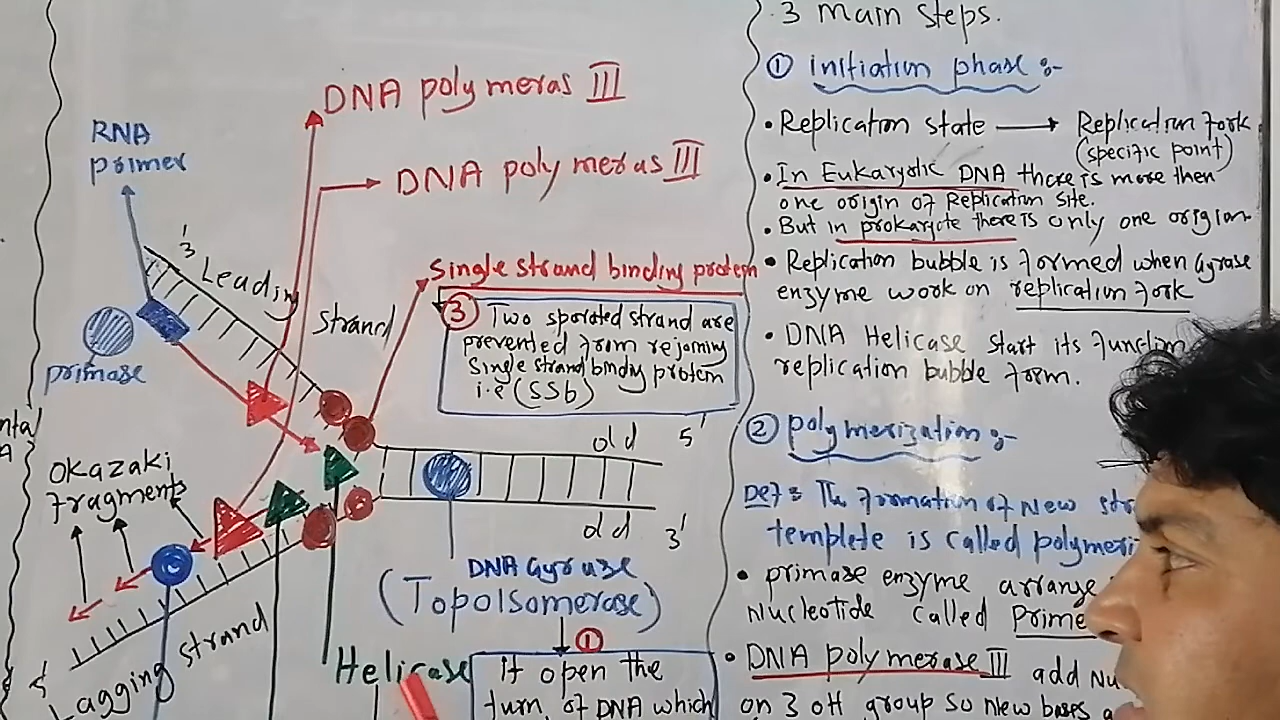 DNA polymeras III
DNA polymeras III
RNA
primer
3'
Leading
Strand
primase
Single strand binding protein
③ Two sporated strand are
prevented from rejoining
Single strand binding protein
i.e (SSb)
Okazaki
fragments
old 5'
old 3'
DNA Gyrase
(TopoIsomerase)
①
It open the
turn of DNA which
Helicase
5'
Lagging strand
3 main steps.
① initiation phase :-
• Replication state → Replication fork
(specific point)
• In Eukaryotic DNA there is more then
one origin of Replication site.
• But in prokaryote there is only one origion
• Replication bubble is formed when Gyrase
enzyme work on replication fork
• DNA Helicase start its function
replication bubble form.
② polymerization :-
Def: The formation of New
templete is called
• primase enzyme arrange
Nucleotide called
• DNA polymerase III add
on 3 oH group so new bases